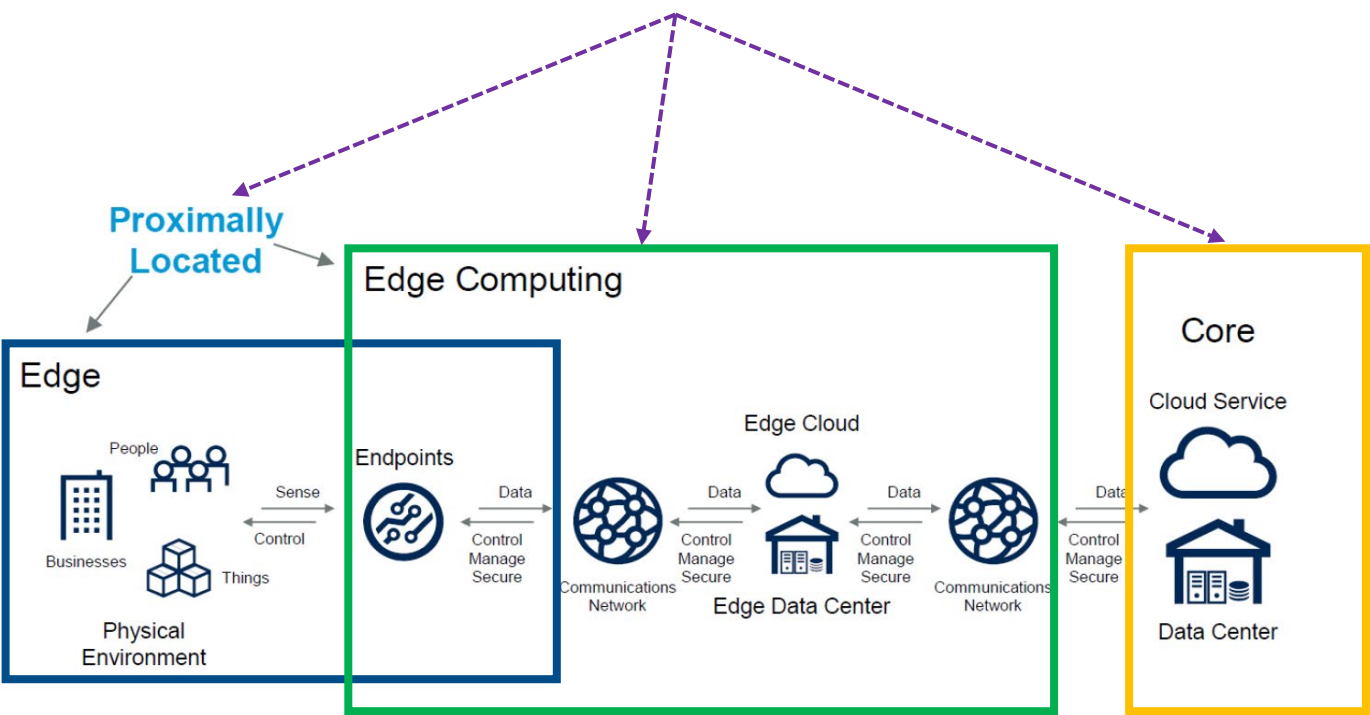 Proximally
Located
Edge Computing
Core
Edge
Cloud Service
Edge Cloud
People
Endpoints
Sense
Data
Data
Data
Data
Control
Control
Manage
Secure
Control
Manage
Secure
Control
Manage
Secure
Control
Manage
Secure
Businesses
Things
Communications
Network
Edge Data Center
Communications
Network
Physical
Environment
Data Center